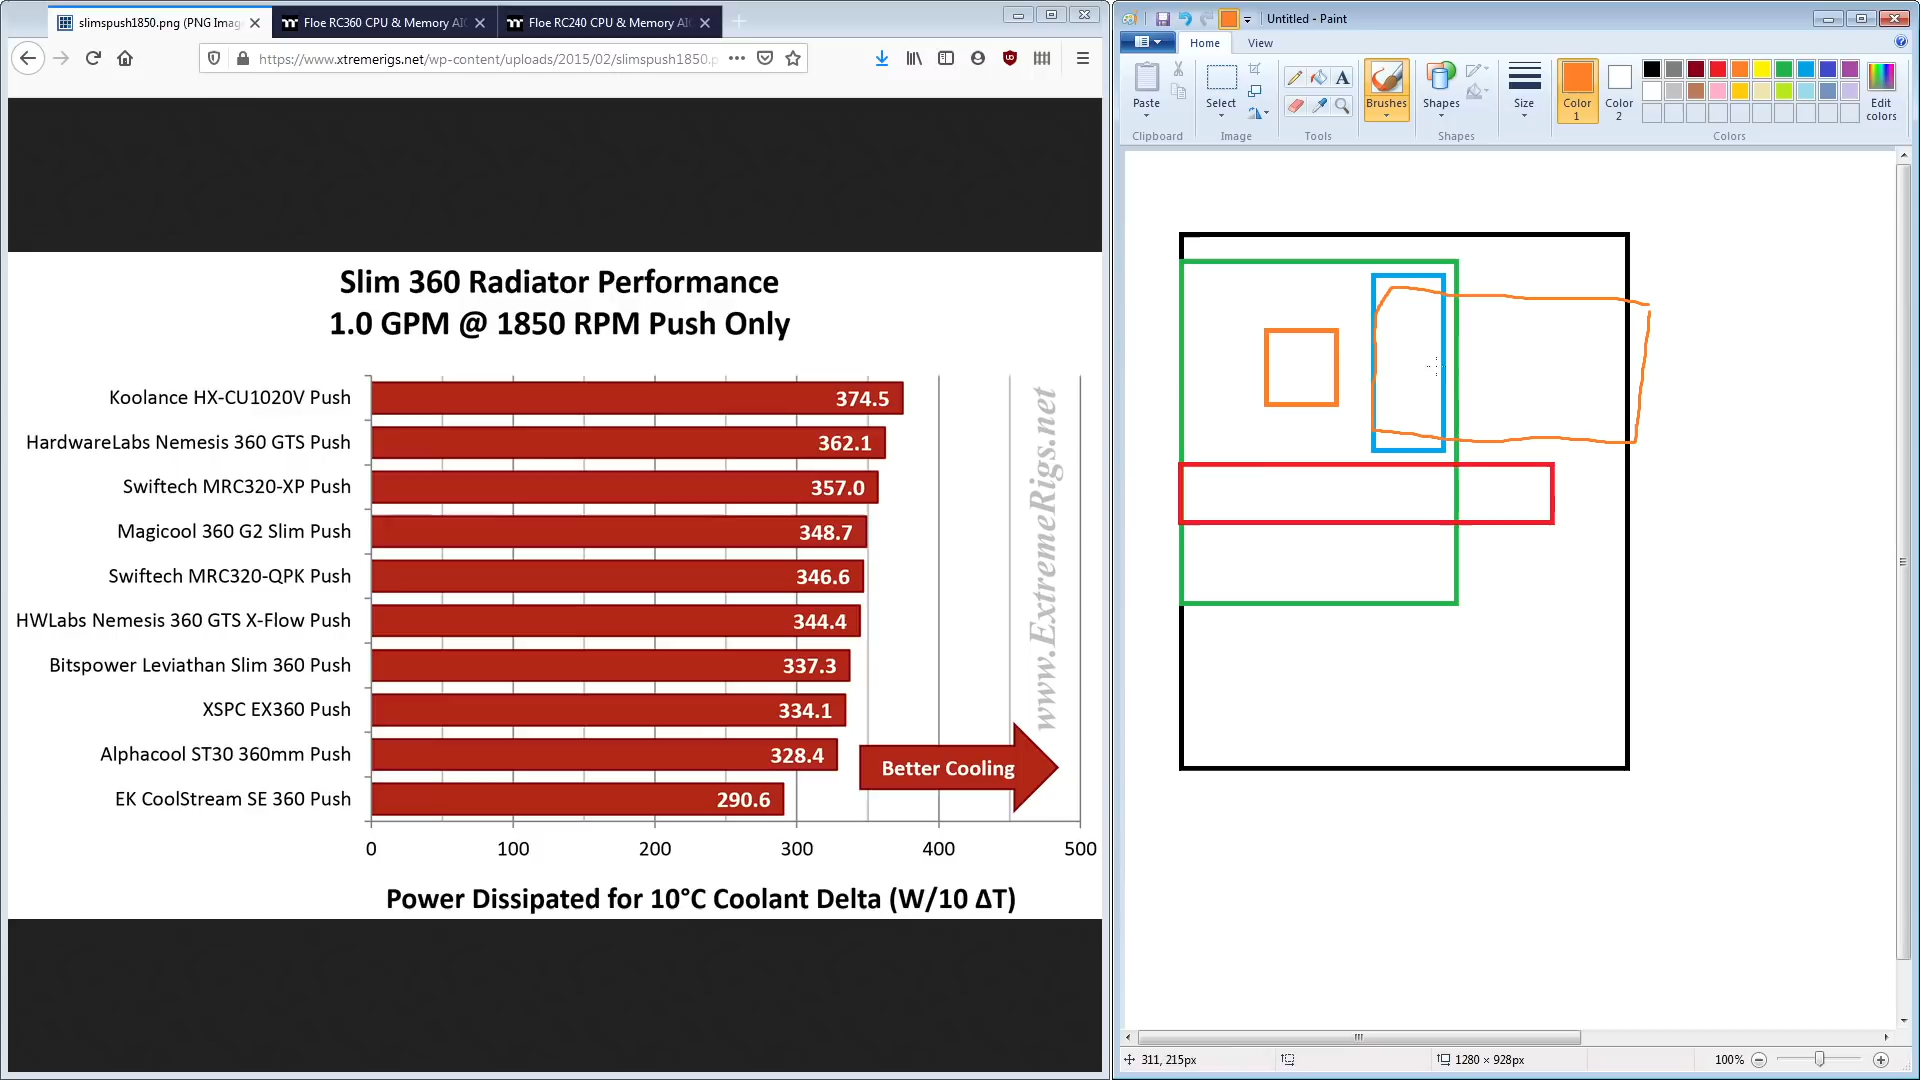 slimspush1850.png (PNG Imag
Floe RC360 CPU & Memory AI
Floe RC240 CPU & Memory AI
https://www.xtremerigs.net/wp-content/uploads/2015/02/slimspush1850.p
Slim 360 Radiator Performance
1.0 GPM @ 1850 RPM Push Only
Koolance HX-CU1020V Push 374.5
HardwareLabs Nemesis 360 GTS Push 362.1
Swiftech MRC320-XP Push 357.0
Magicool 360 G2 Slim Push 348.7
Swiftech MRC320-QPK Push 346.6
HWLabs Nemesis 360 GTS X-Flow Push 344.4
Bitspower Leviathan Slim 360 Push 337.3
XSPC EX360 Push 334.1
Alphacool ST30 360mm Push 328.4
EK CoolStream SE 360 Push 290.6
Better Cooling
www.ExtremeRigs.net
0 100 200 300 400 500
Power Dissipated for 10°C Coolant Delta (W/10 ΔT)
Untitled - Paint
Home View
Paste
Select
Brushes
Shapes
Size
Color 1
Color 2
Edit colors
Clipboard Image Tools Shapes Colors
311, 215px
1280 × 928px
100%